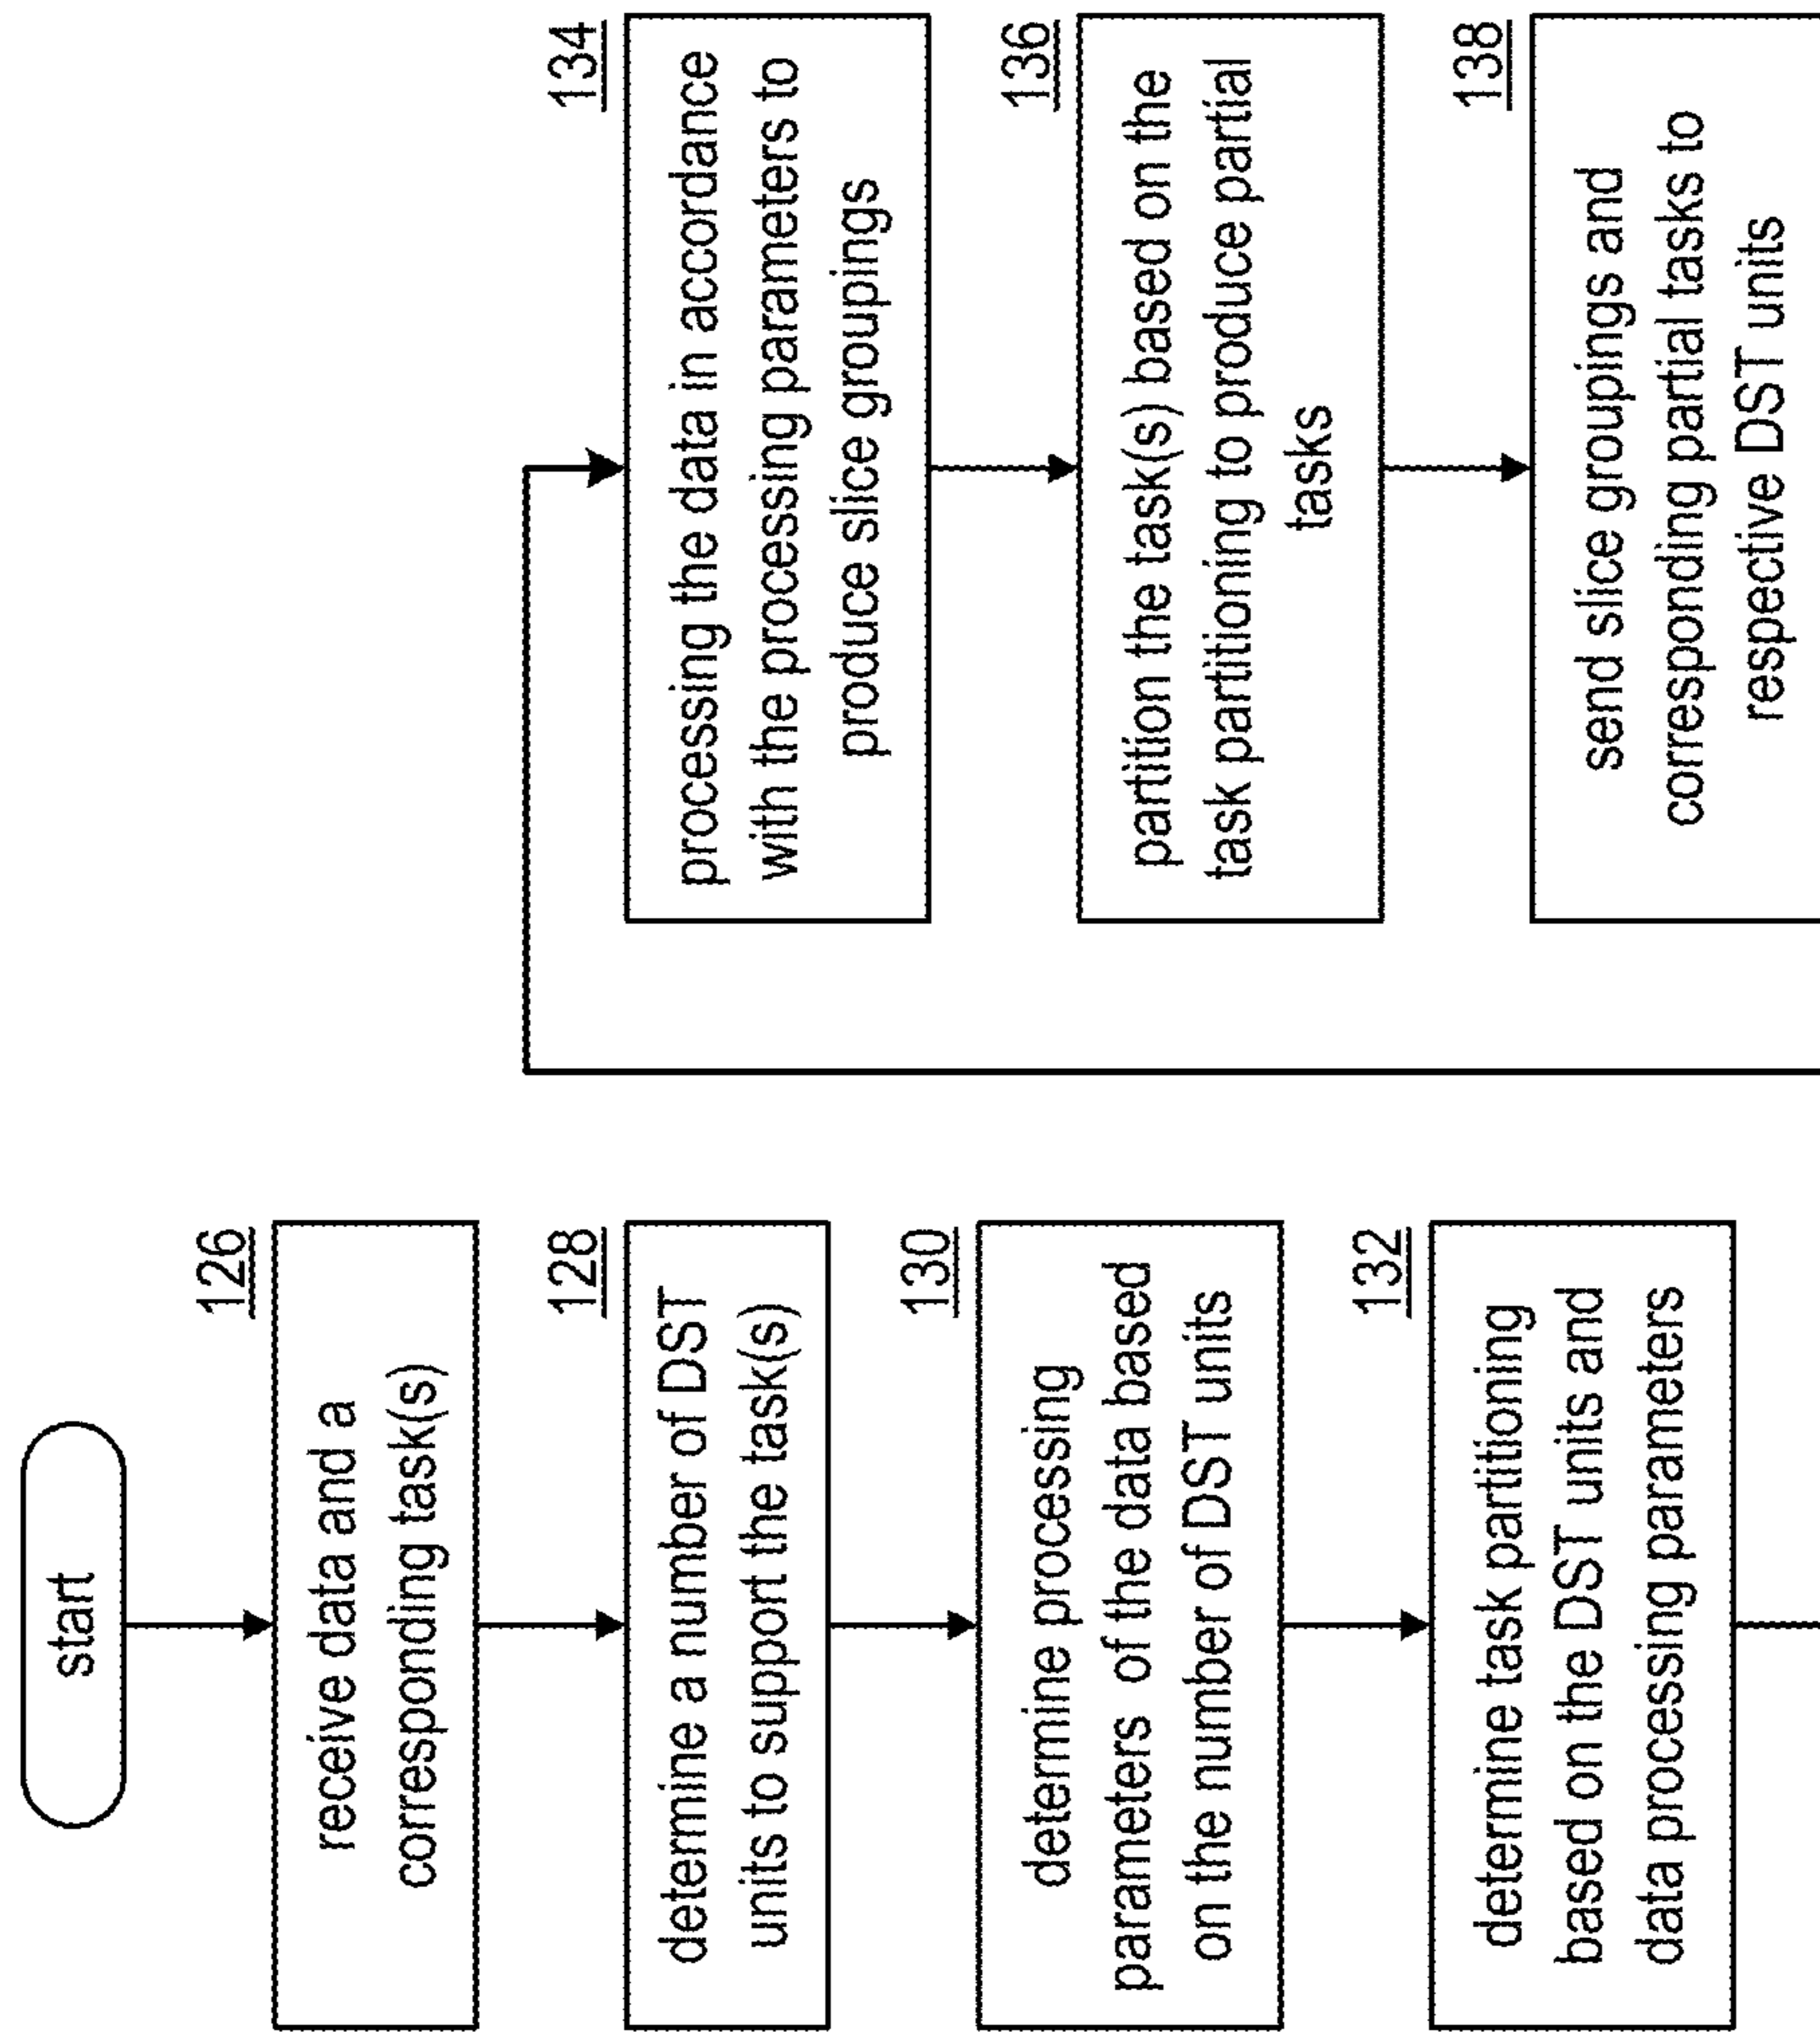 start
126
receive data and a
corresponding task(s)
128
determine a number of DST
units to support the task(s)
130
determine processing
parameters of the data based
on the number of DST units
132
determine task partitioning
based on the DST units and
data processing parameters
134
processing the data in accordance
with the processing parameters to
produce slice groupings
136
partition the task(s) based on the
task partitioning to produce partial
tasks
138
send slice groupings and
corresponding partial tasks to
respective DST units